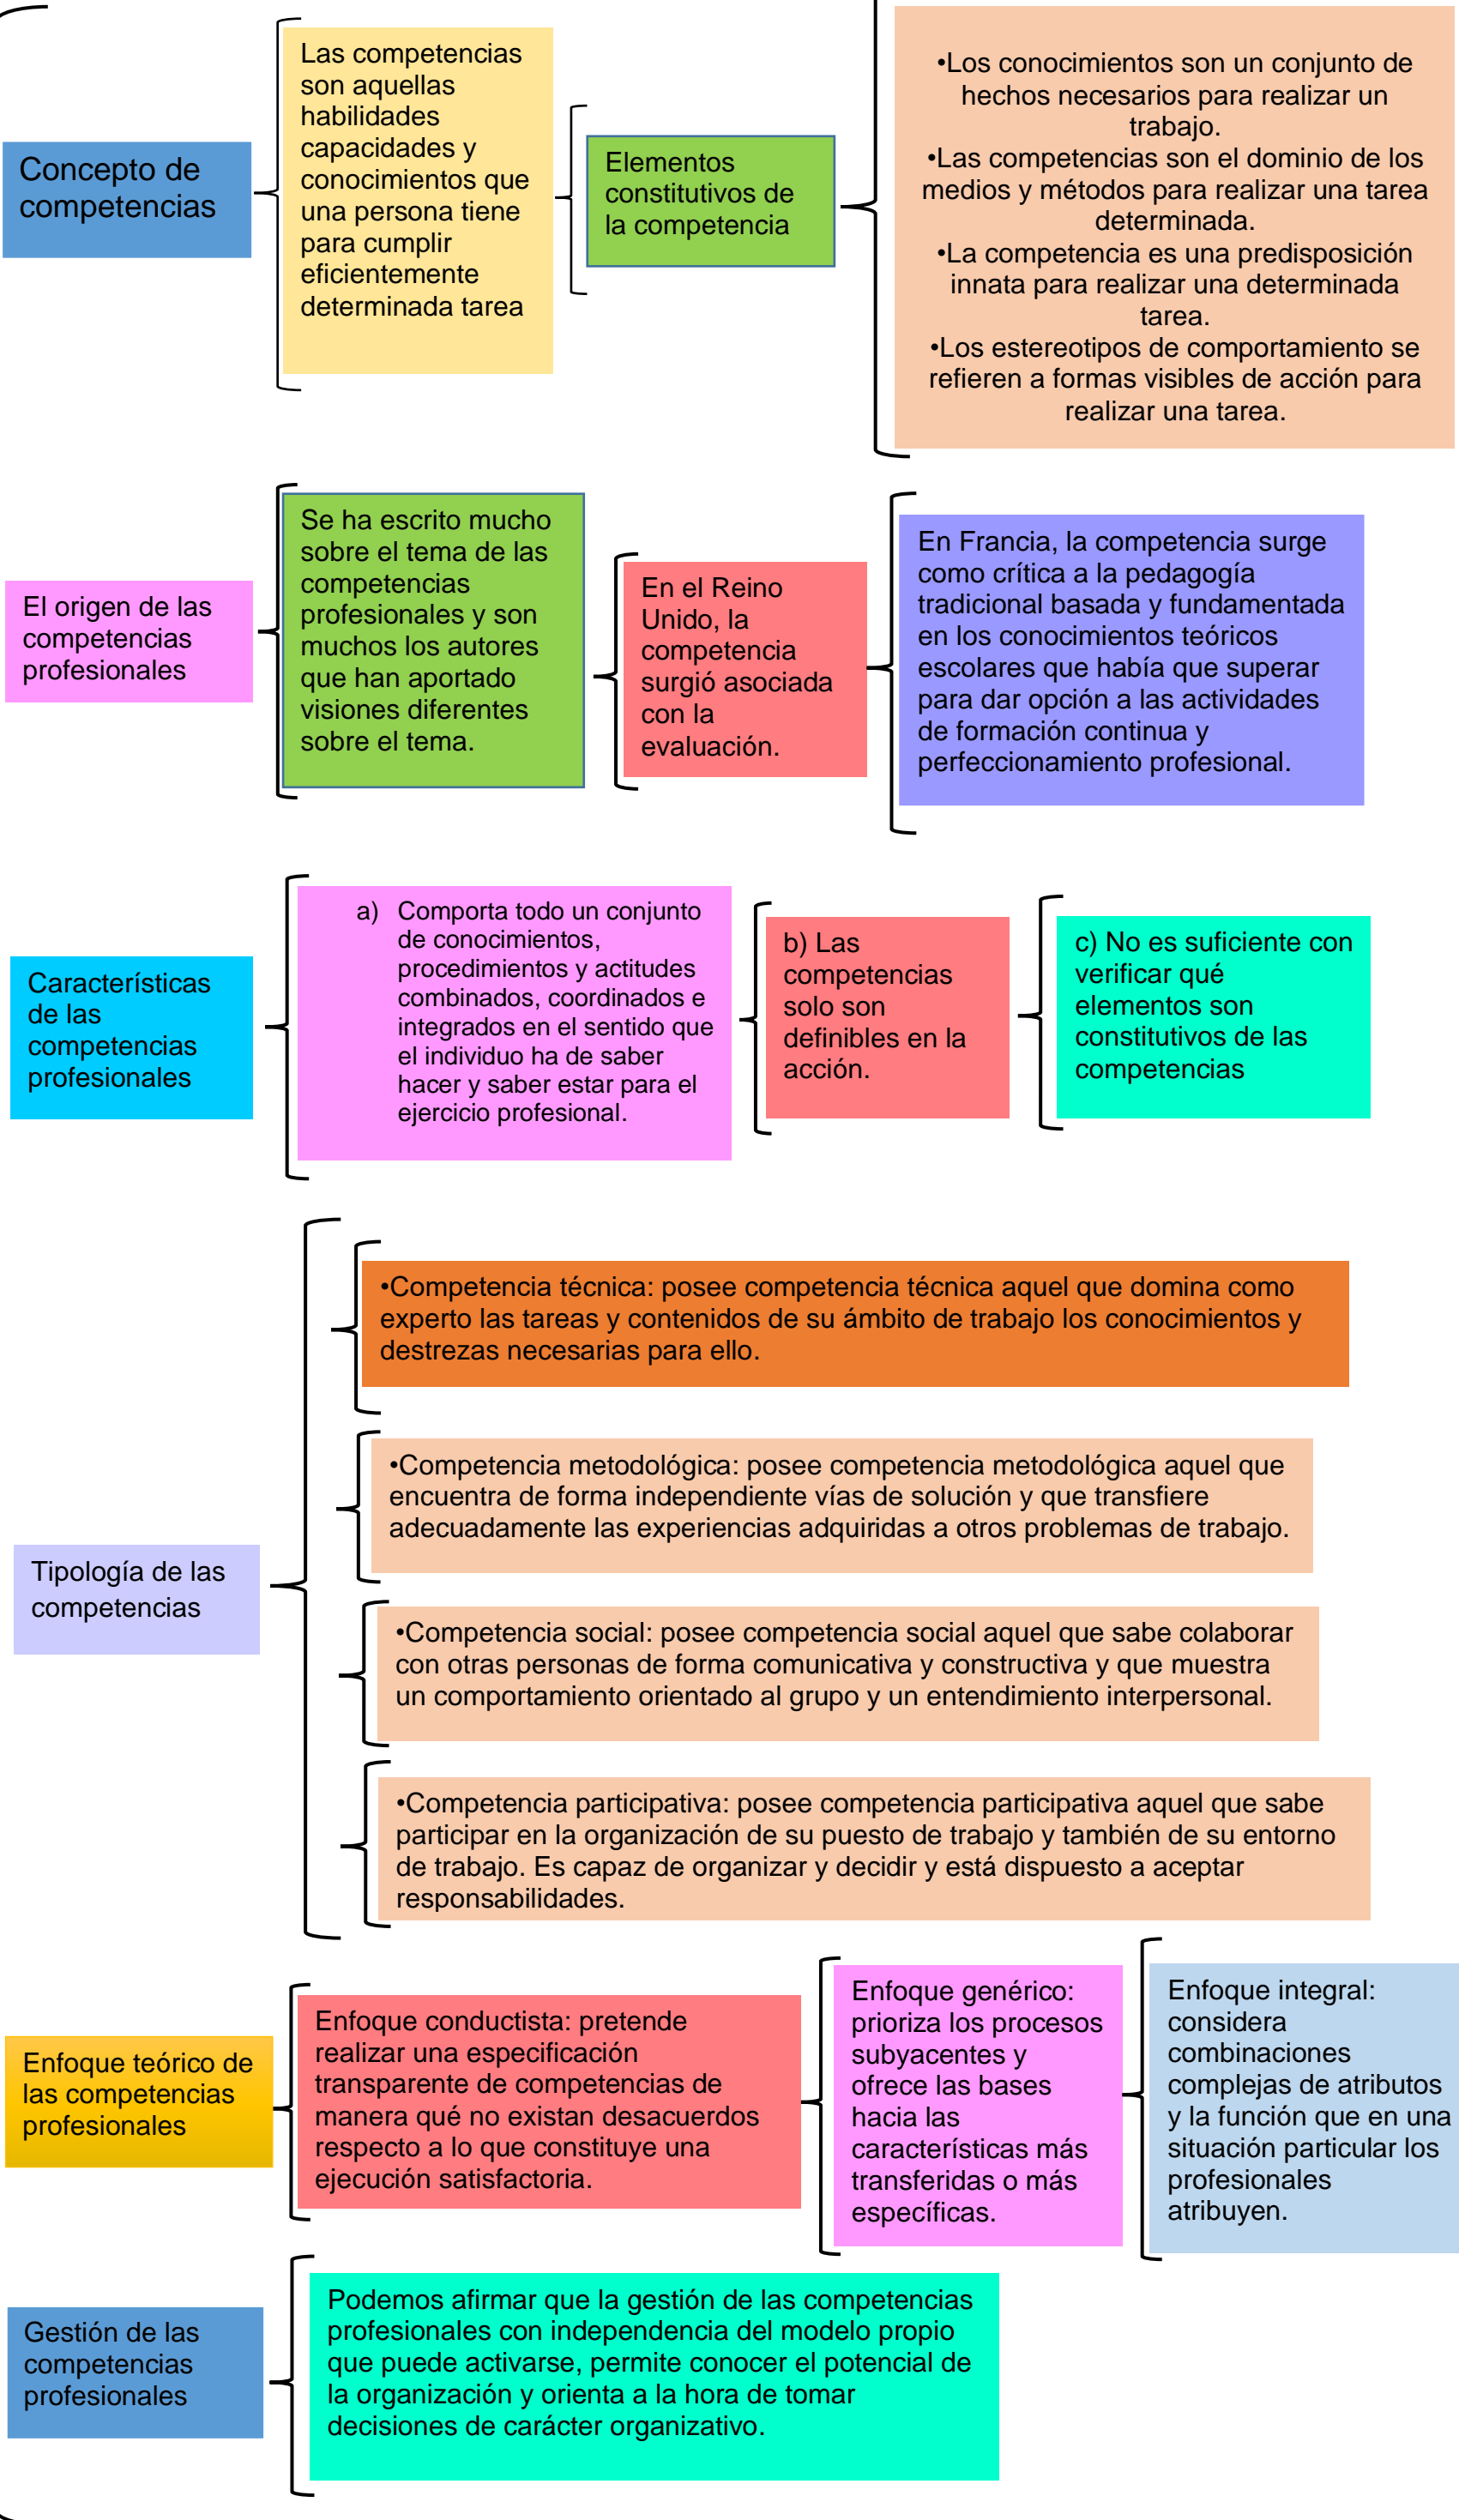 Concepto de
competencias
Las competencias
son aquellas
habilidades
capacidades y
conocimientos que
una persona tiene
para cumplir
eficientemente
determinada tarea
Elementos
constitutivos de
la competencia
•Los conocimientos son un conjunto de
hechos necesarios para realizar un
trabajo.
•Las competencias son el dominio de los
medios y métodos para realizar una tarea
determinada.
•La competencia es una predisposición
innata para realizar una determinada
tarea.
•Los estereotipos de comportamiento se
refieren a formas visibles de acción para
realizar una tarea.
El origen de las
competencias
profesionales
Se ha escrito mucho
sobre el tema de las
competencias
profesionales y son
muchos los autores
que han aportado
visiones diferentes
sobre el tema.
En el Reino
Unido, la
competencia
surgió asociada
con la
evaluación.
En Francia, la competencia surge
como crítica a la pedagogía
tradicional basada y fundamentada
en los conocimientos teóricos
escolares que había que superar
para dar opción a las actividades
de formación continua y
perfeccionamiento profesional.
Características
de las
competencias
profesionales
a) Comporta todo un conjunto
de conocimientos,
procedimientos y actitudes
combinados, coordinados e
integrados en el sentido que
el individuo ha de saber
hacer y saber estar para el
ejercicio profesional.
b) Las
competencias
solo son
definibles en la
acción.
c) No es suficiente con
verificar qué
elementos son
constitutivos de las
competencias
Tipología de las
competencias
•Competencia técnica: posee competencia técnica aquel que domina como
experto las tareas y contenidos de su ámbito de trabajo los conocimientos y
destrezas necesarias para ello.
•Competencia metodológica: posee competencia metodológica aquel que
encuentra de forma independiente vías de solución y que transfiere
adecuadamente las experiencias adquiridas a otros problemas de trabajo.
•Competencia social: posee competencia social aquel que sabe colaborar
con otras personas de forma comunicativa y constructiva y que muestra
un comportamiento orientado al grupo y un entendimiento interpersonal.
•Competencia participativa: posee competencia participativa aquel que sabe
participar en la organización de su puesto de trabajo y también de su entorno
de trabajo. Es capaz de organizar y decidir y está dispuesto a aceptar
responsabilidades.
Enfoque teórico de
las competencias
profesionales
Enfoque conductista: pretende
realizar una especificación
transparente de competencias de
manera qué no existan desacuerdos
respecto a lo que constituye una
ejecución satisfactoria.
Enfoque genérico:
prioriza los procesos
subyacentes y
ofrece las bases
hacia las
características más
transferidas o más
específicas.
Enfoque integral:
considera
combinaciones
complejas de atributos
y la función que en una
situación particular los
profesionales
atribuyen.
Gestión de las
competencias
profesionales
Podemos afirmar que la gestión de las competencias
profesionales con independencia del modelo propio
que puede activarse, permite conocer el potencial de
la organización y orienta a la hora de tomar
decisiones de carácter organizativo.